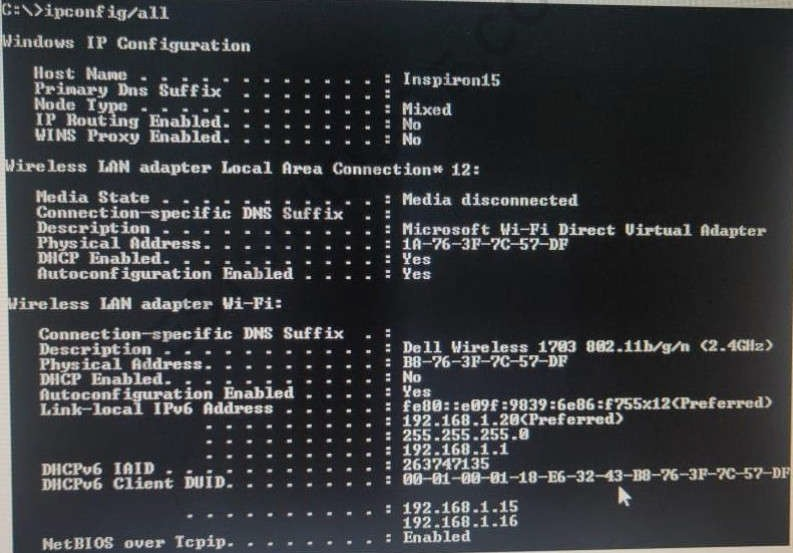 C:\>ipconfig/all
Windows IP Configuration
Host Name . . . . . . . . . . . . : Inspiron15
Primary Dns Suffix . . . . . . . :
Node Type . . . . . . . . . . . . : Mixed
IP Routing Enabled. . . . . . . . : No
WINS Proxy Enabled. . . . . . . . : No
Wireless LAN adapter Local Area Connection* 12:
Media State . . . . . . . . . . . : Media disconnected
Connection-specific DNS Suffix . :
Description . . . . . . . . . . . : Microsoft Wi-Fi Direct Virtual Adapter
Physical Address. . . . . . . . . : 1A-76-3F-7C-57-DF
DHCP Enabled. . . . . . . . . . . : Yes
Autoconfiguration Enabled . . . . : Yes
Wireless LAN adapter Wi-Fi:
Connection-specific DNS Suffix . :
Description . . . . . . . . . . . : Dell Wireless 1703 802.11b/g/n (2.4GHz)
Physical Address. . . . . . . . . : B8-76-3F-7C-57-DF
DHCP Enabled. . . . . . . . . . . : No
Autoconfiguration Enabled . . . . : Yes
Link-local IPv6 Address . . . . . : fe80::e09f:9839:6e86:f755x12(Preferred)
. . . . . . . . : 192.168.1.20(Preferred)
. . . . . . . . : 255.255.255.0
. . . . . . . . : 192.168.1.1
DHCPv6 IAID . . . . . . . . . . . : 263747135
DHCPv6 Client DUID. . . . . . . . : 00-01-00-01-18-E6-32-43-B8-76-3F-7C-57-DF
. . . . . . . . . : 192.168.1.15
192.168.1.16
NetBIOS over Tcpip. . . . . . . . : Enabled